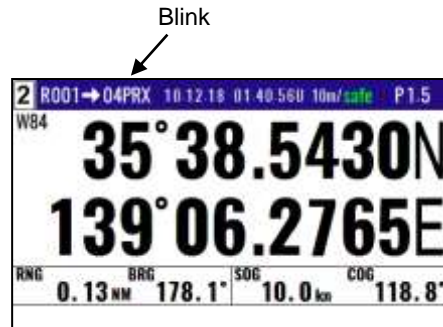 Blink
2 R001→04PRX 10.12.18 01:40:56U 10m/safe P1.5
W84
35°38.5430N
139°06.2765E
RNG 0.13NM BRG 178.1° SOG 10.0kn COG 118.8°